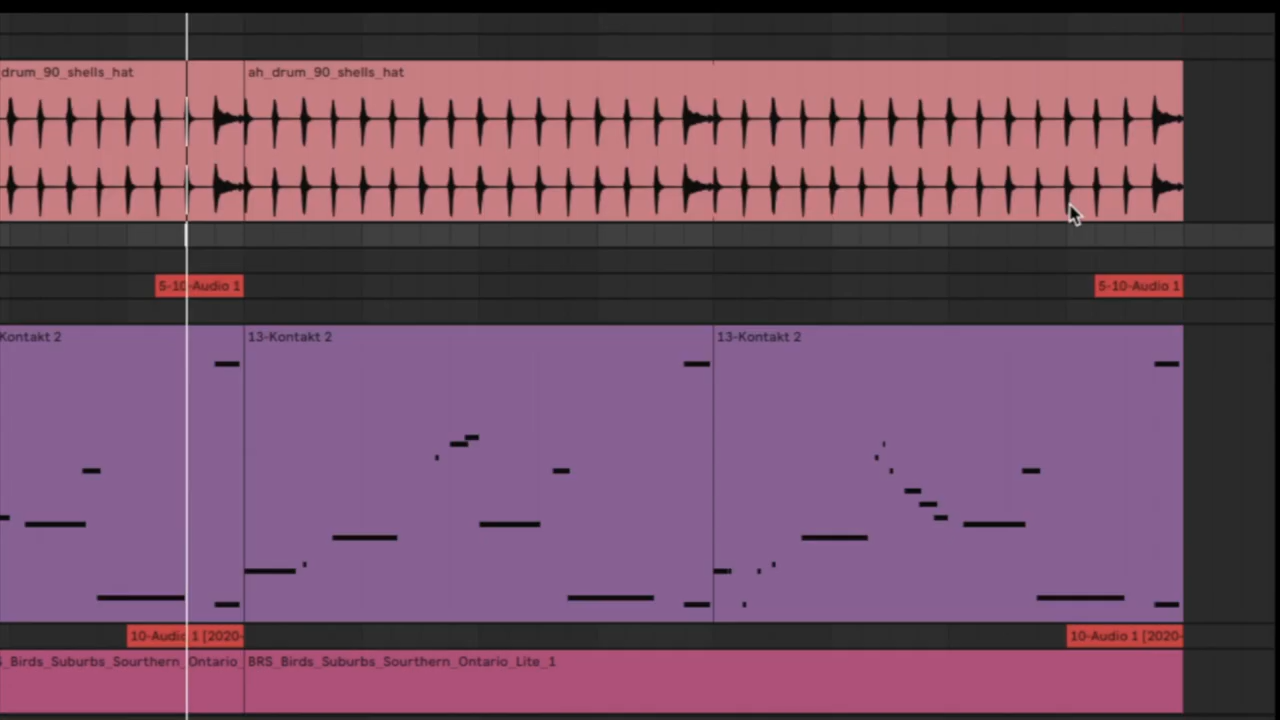 drum_90_shells_hat
ah_drum_90_shells_hat
5-10-Audio 1
5-10-Audio 1
Kontakt 2
13-Kontakt 2
13-Kontakt 2
10-Audio 1 [2020-
10-Audio 1 [2020-
_Birds_Suburbs_Sourthern_Ontario
BRS_Birds_Suburbs_Sourthern_Ontario_Lite_1